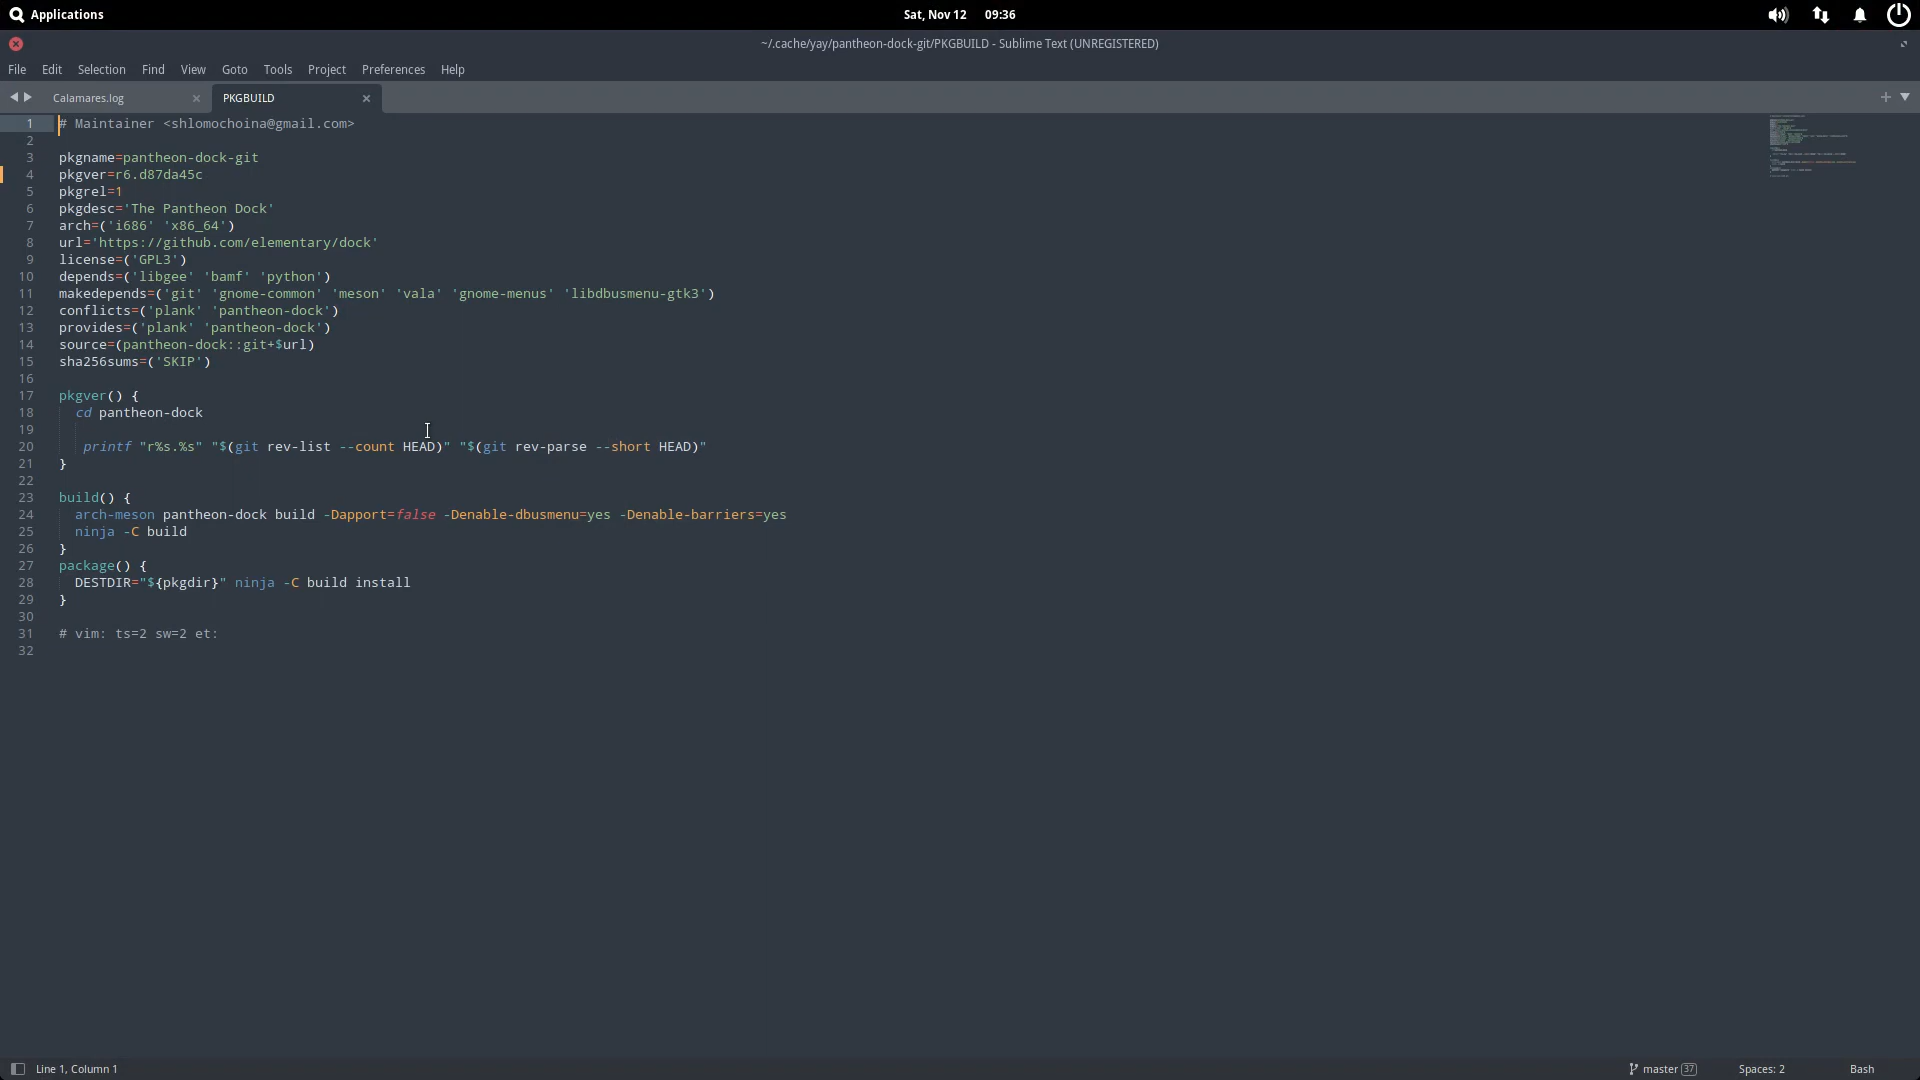 Applications
Sat, Nov 12 09:36
~/.cache/yay/pantheon-dock-git/PKGBUILD - Sublime Text (UNREGISTERED)
File Edit Selection Find View Goto Tools Project Preferences Help
Calamares.log × PKGBUILD ×
1 # Maintainer <shlomochoina@gmail.com>
2
3 pkgname=pantheon-dock-git
4 pkgver=r6.d87da45c
5 pkgrel=1
6 pkgdesc='The Pantheon Dock'
7 arch=('i686' 'x86_64')
8 url='https://github.com/elementary/dock'
9 license=('GPL3')
10 depends=('libgee' 'bamf' 'python')
11 makedepends=('git' 'gnome-common' 'meson' 'vala' 'gnome-menus' 'libdbusmenu-gtk3')
12 conflicts=('plank' 'pantheon-dock')
13 provides=('plank' 'pantheon-dock')
14 source=(pantheon-dock::git+$url)
15 sha256sums=('SKIP')
16
17 pkgver() {
18   cd pantheon-dock
19
20    printf "r%s.%s" "$(git rev-list --count HEAD)" "$(git rev-parse --short HEAD)"
21 }
22
23 build() {
24   arch-meson pantheon-dock build -Dapport=false -Denable-dbusmenu=yes -Denable-barriers=yes
25   ninja -C build
26 }
27 package() {
28   DESTDIR="${pkgdir}" ninja -C build install
29 }
30
31 # vim: ts=2 sw=2 et:
32
Line 1, Column 1 master 37 Spaces: 2 Bash